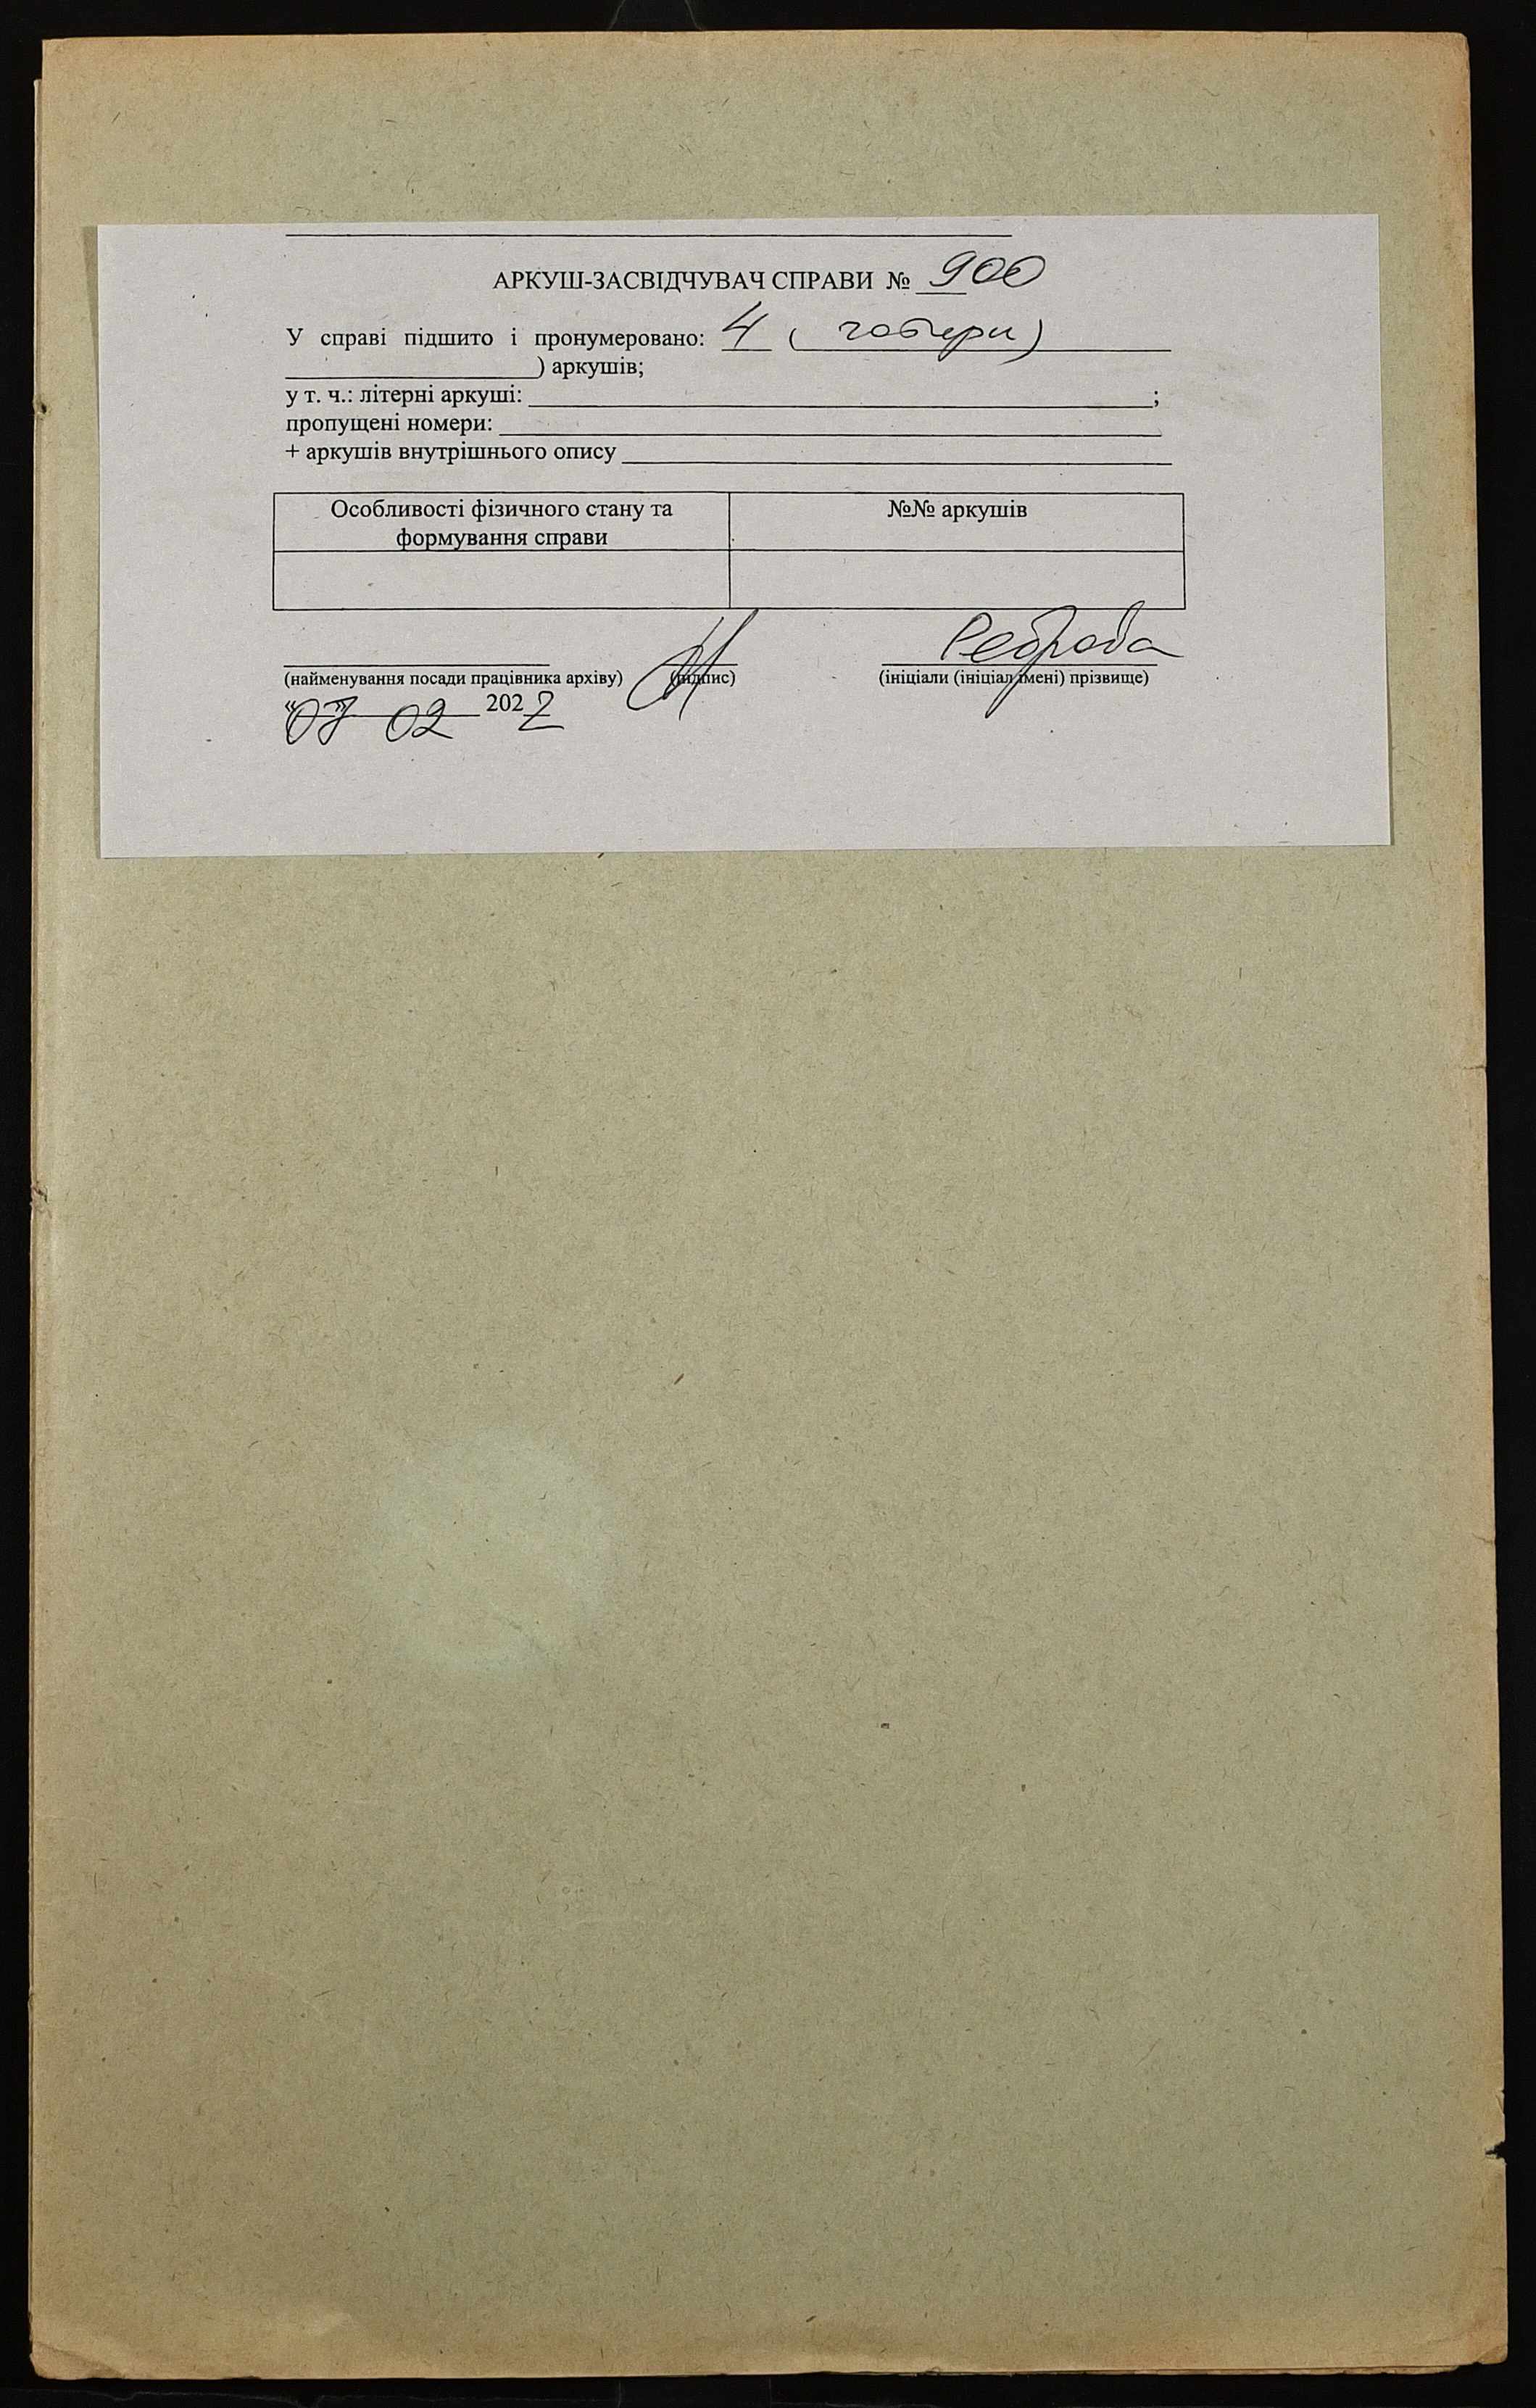 АРКУШ-ЗАСВІДЧУВАЧ СПРАВИ № 900
У справі підшито і пронумеровано: 4 ( чотири)
) аркушів;
у т. ч.: літерні аркуші: ;
пропущені номери:
+ аркушів внутрішнього опису
Особливості фізичного стану та формування справи
№№ аркушів
Реброва
(найменування посади працівника архіву) (підпис) (ініціали (ініціал імені) прізвище)
«07» 02 2022